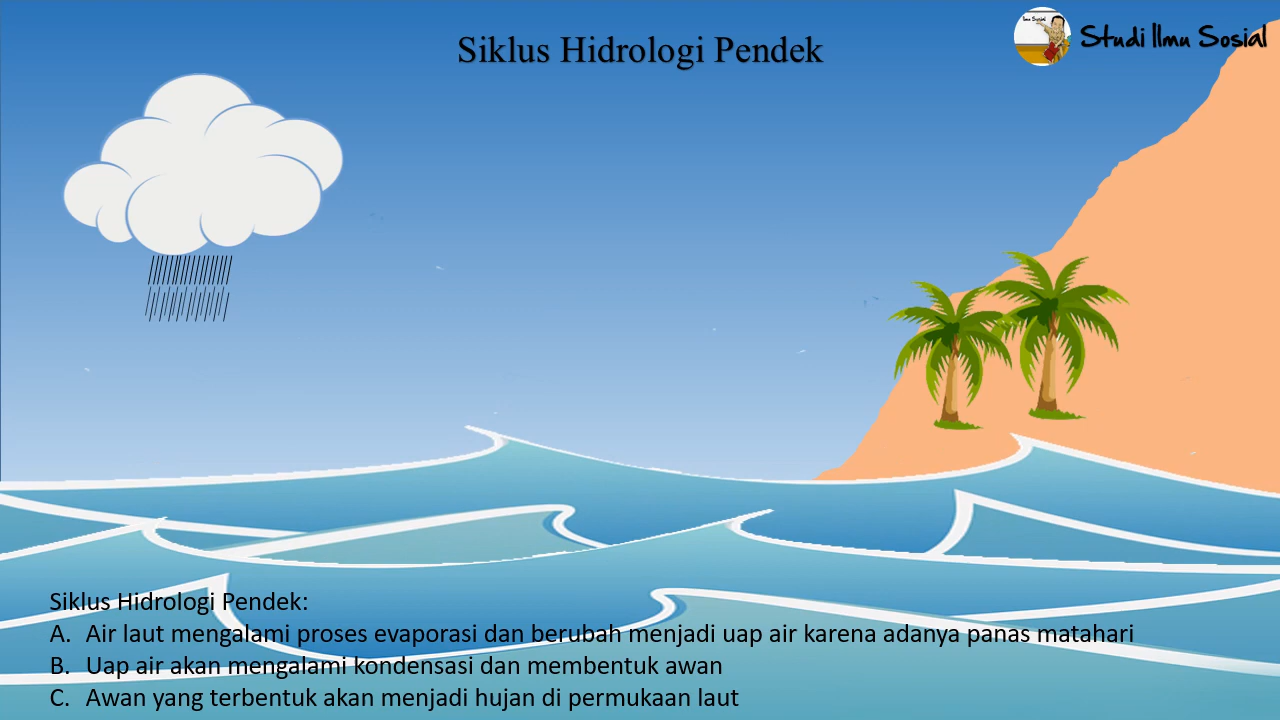 Siklus Hidrologi Pendek
Ilmu Sosial
Studi Ilmu Sosial
Siklus Hidrologi Pendek:
A. Air laut mengalami proses evaporasi dan berubah menjadi uap air karena adanya panas matahari
B. Uap air akan mengalami kondensasi dan membentuk awan
C. Awan yang terbentuk akan menjadi hujan di permukaan laut